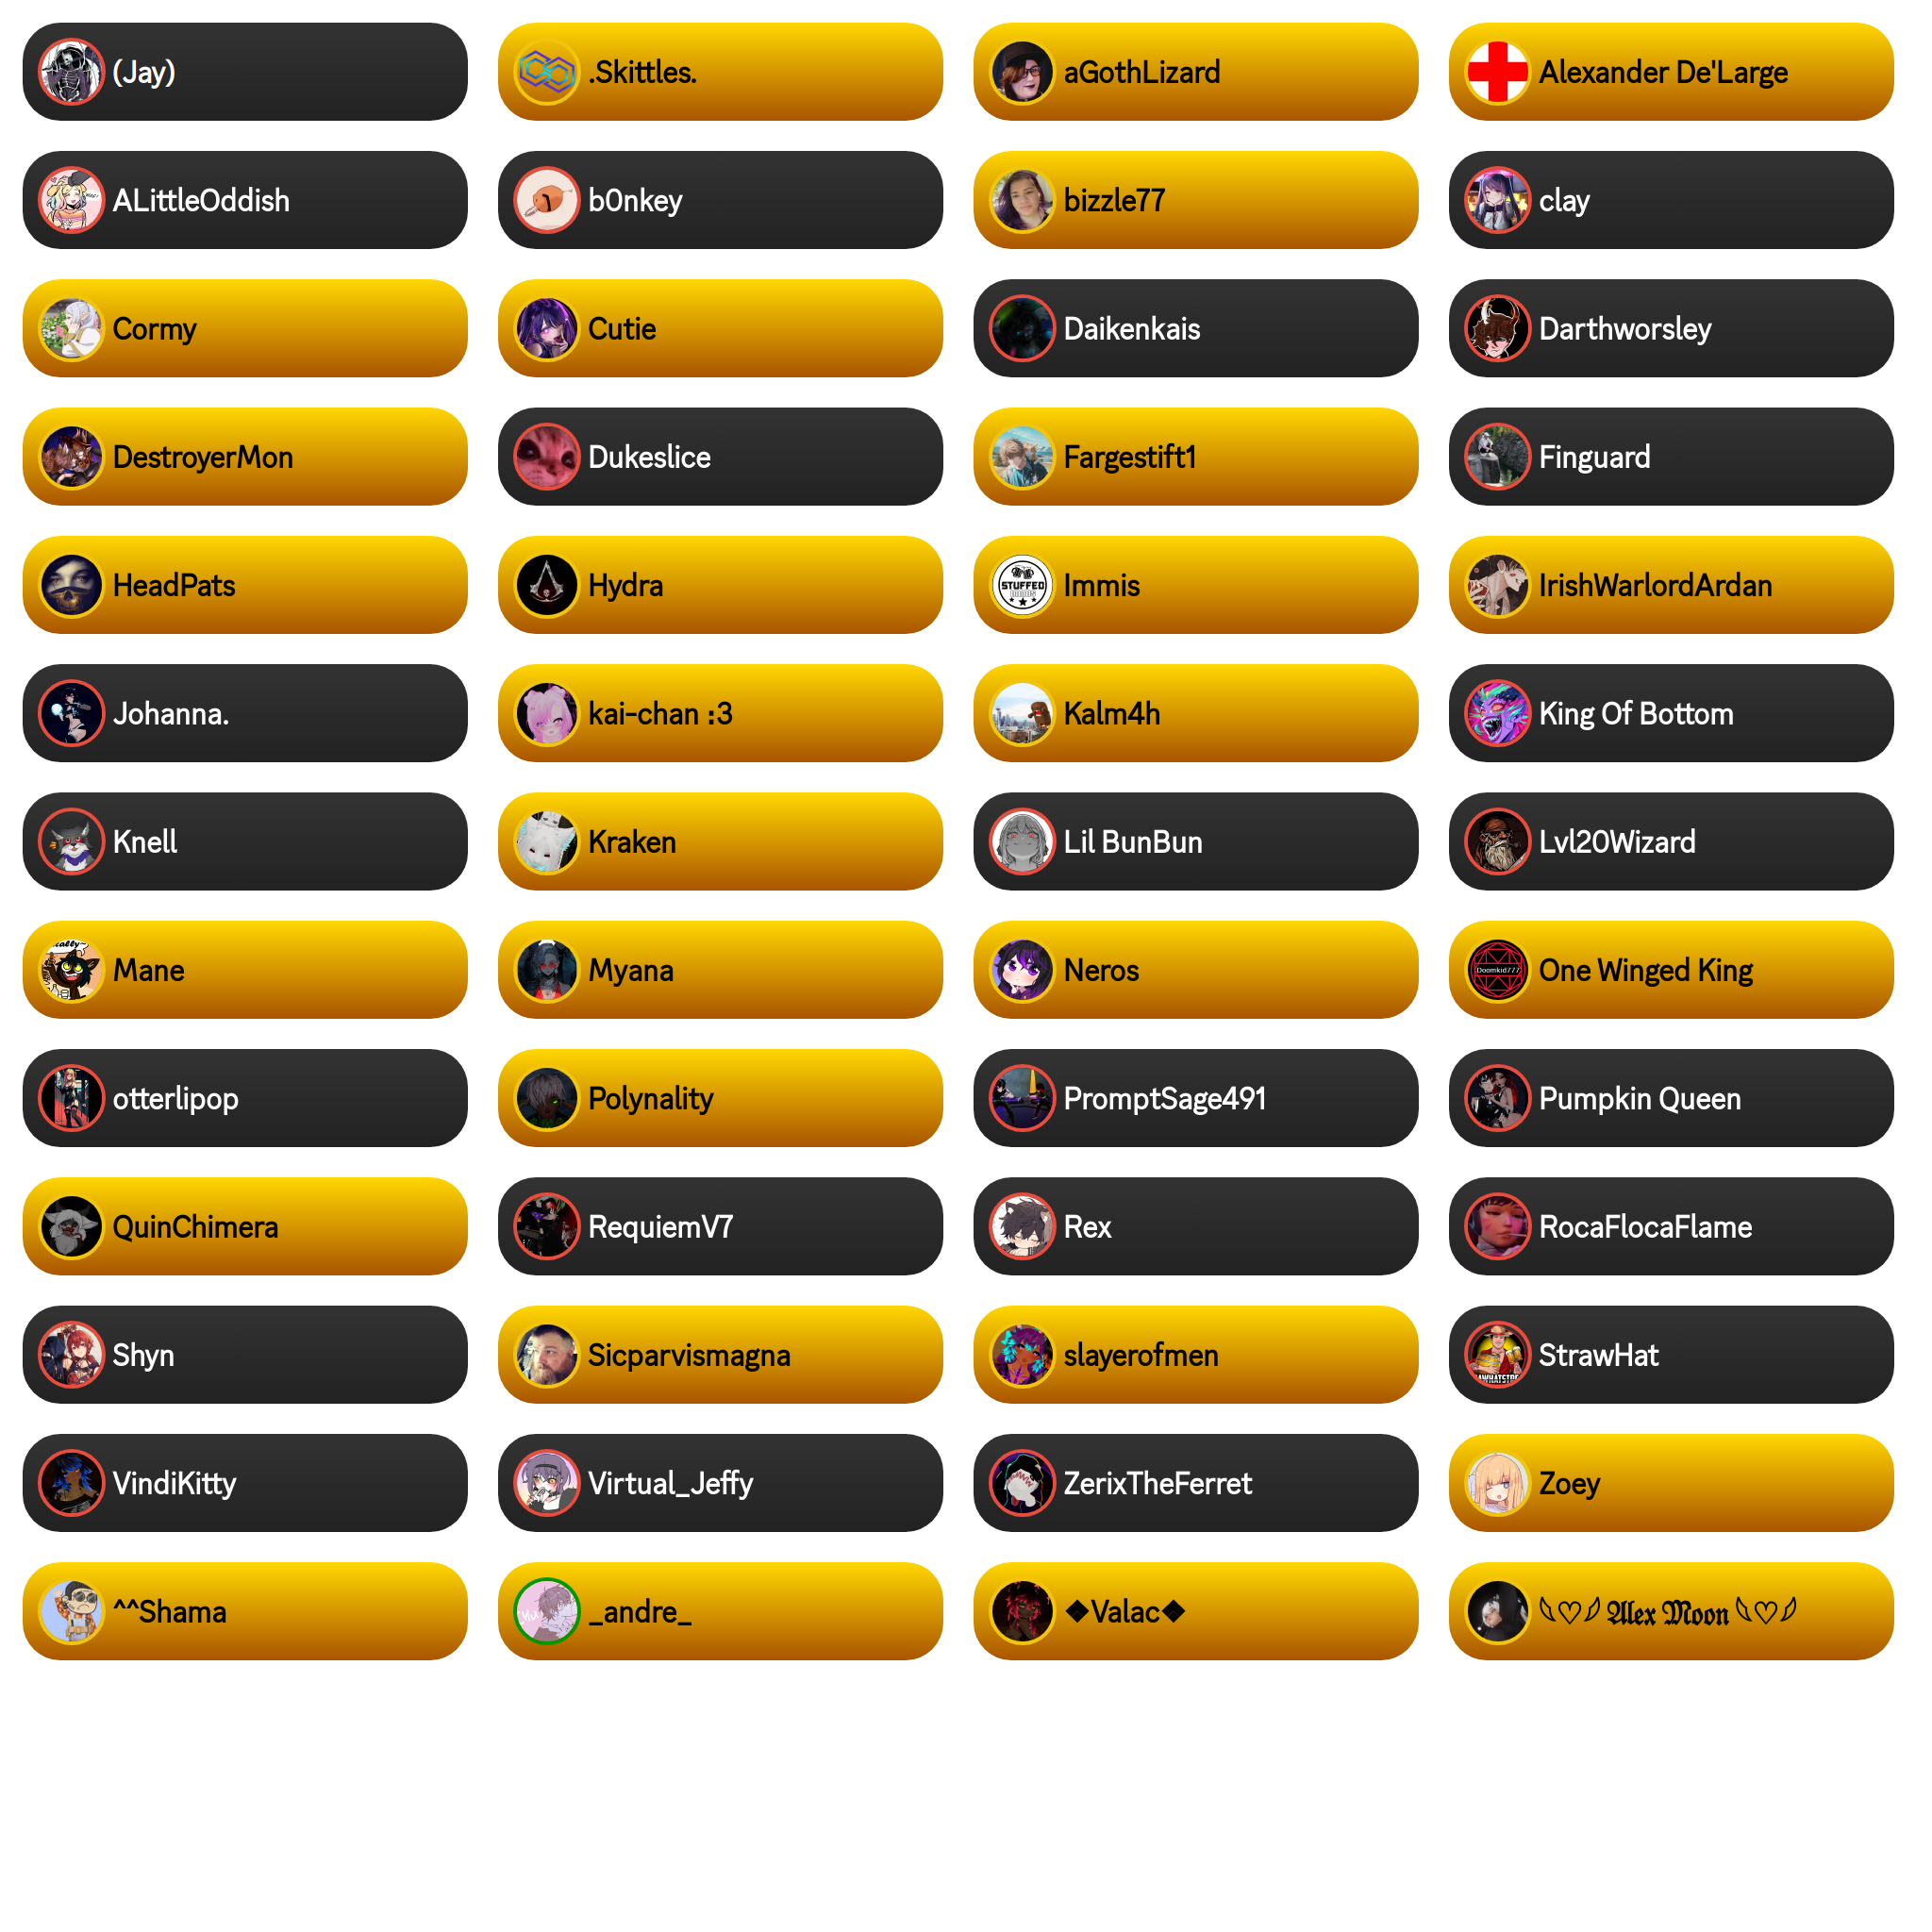 (Jay)
.Skittles.
aGothLizard
Alexander De'Large
ALittleOddish
b0nkey
bizzle77
clay
Cormy
Cutie
Daikenkais
Darthworsley
DestroyerMon
Dukeslice
Fargestift1
Finguard
HeadPats
Hydra
STUFFED
Immis
IrishWarlordArdan
Johanna.
kai-chan :3
Kalm4h
King Of Bottom
Knell
Kraken
Lil BunBun
Lvl20Wizard
Mane
Myana
Neros
Doomkid777
One Winged King
otterlipop
Polynality
PromptSage491
Pumpkin Queen
QuinChimera
RequiemV7
Rex
RocaFlocaFlame
Shyn
Sicparvismagna
slayerofmen
StrawHat
VindiKitty
Virtual_Jeffy
ZerixTheFerret
Zoey
^^Shama
_andre_
❖Valac❖
𓆩♡𓆪 𝕬𝖑𝖊𝖝 𝕸𝖔𝖔𝖓 𓆩♡𓆪